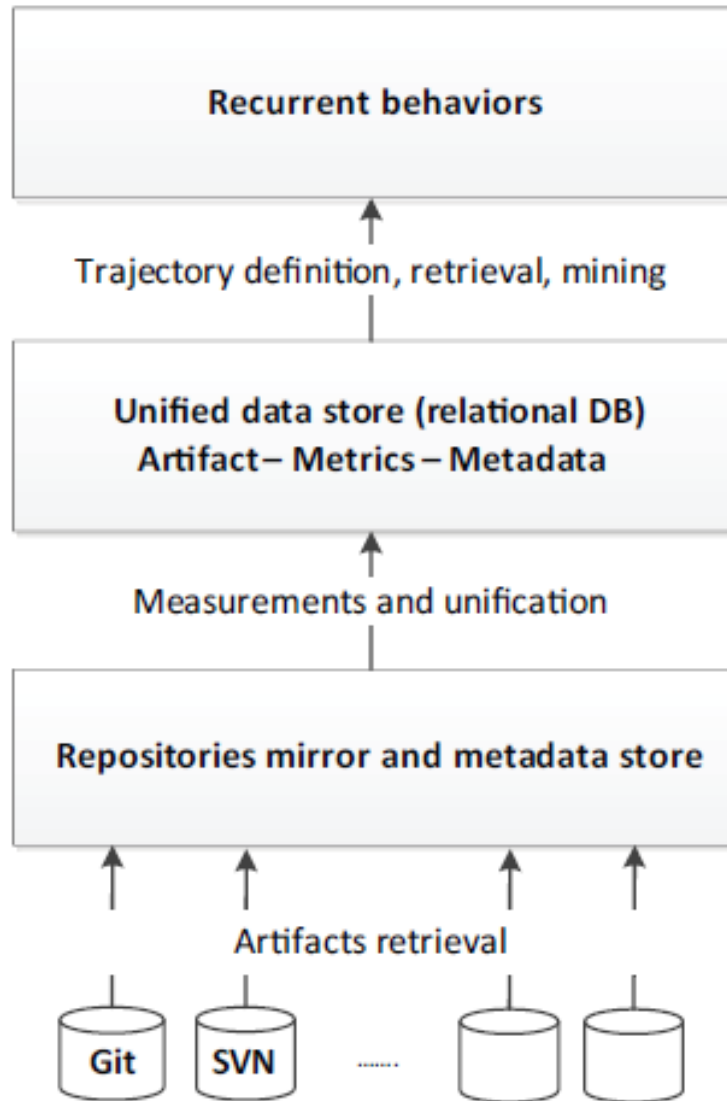 Recurrent behaviors
Trajectory definition, retrieval, mining
Unified data store (relational DB)
Artifact – Metrics – Metadata
Measurements and unification
Repositories mirror and metadata store
Artifacts retrieval
Git SVN .......